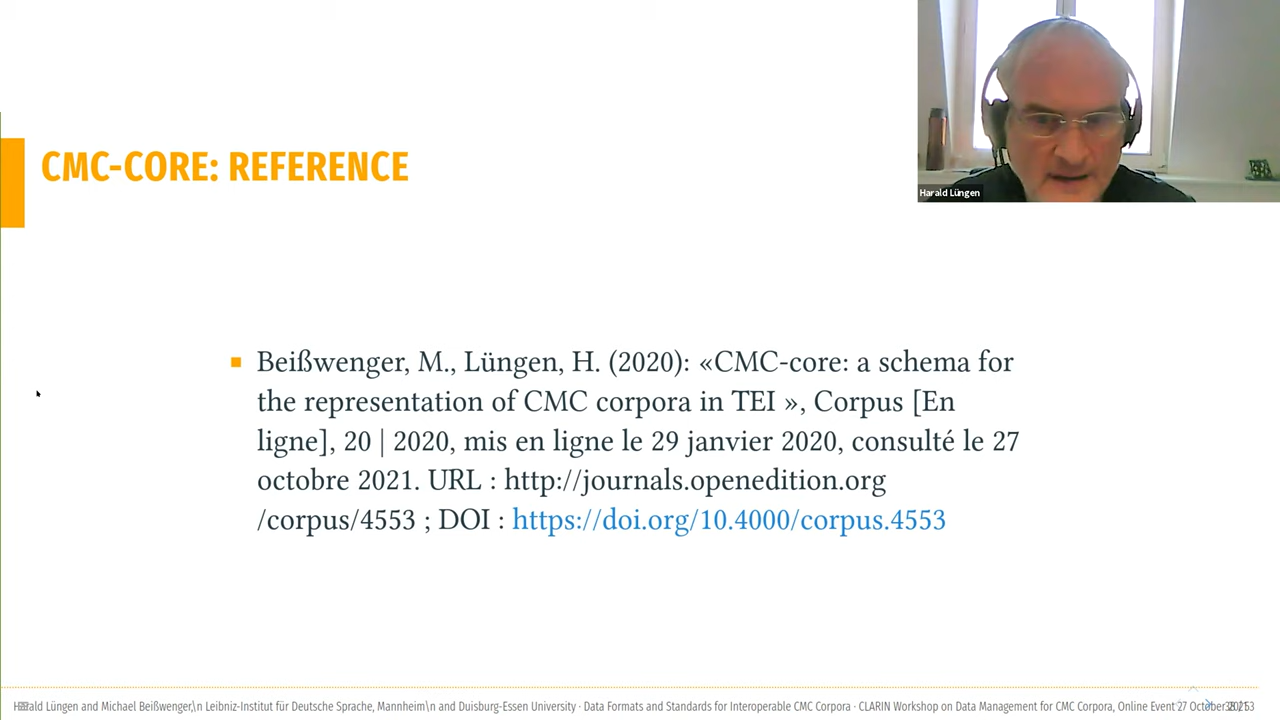 Harald Lüngen
CMC-CORE: REFERENCE
Beißwenger, M., Lüngen, H. (2020): «CMC-core: a schema for
the representation of CMC corpora in TEI », Corpus [En
ligne], 20 | 2020, mis en ligne le 29 janvier 2020, consulté le 27
octobre 2021. URL : http://journals.openedition.org
/corpus/4553 ; DOI : https://doi.org/10.4000/corpus.4553
Harald Lüngen and Michael Beißwenger,\n Leibniz-Institut für Deutsche Sprache, Mannheim\n and Duisburg-Essen University · Data Formats and Standards for Interoperable CMC Corpora · CLARIN Workshop on Data Management for CMC Corpora, Online Event 27 October